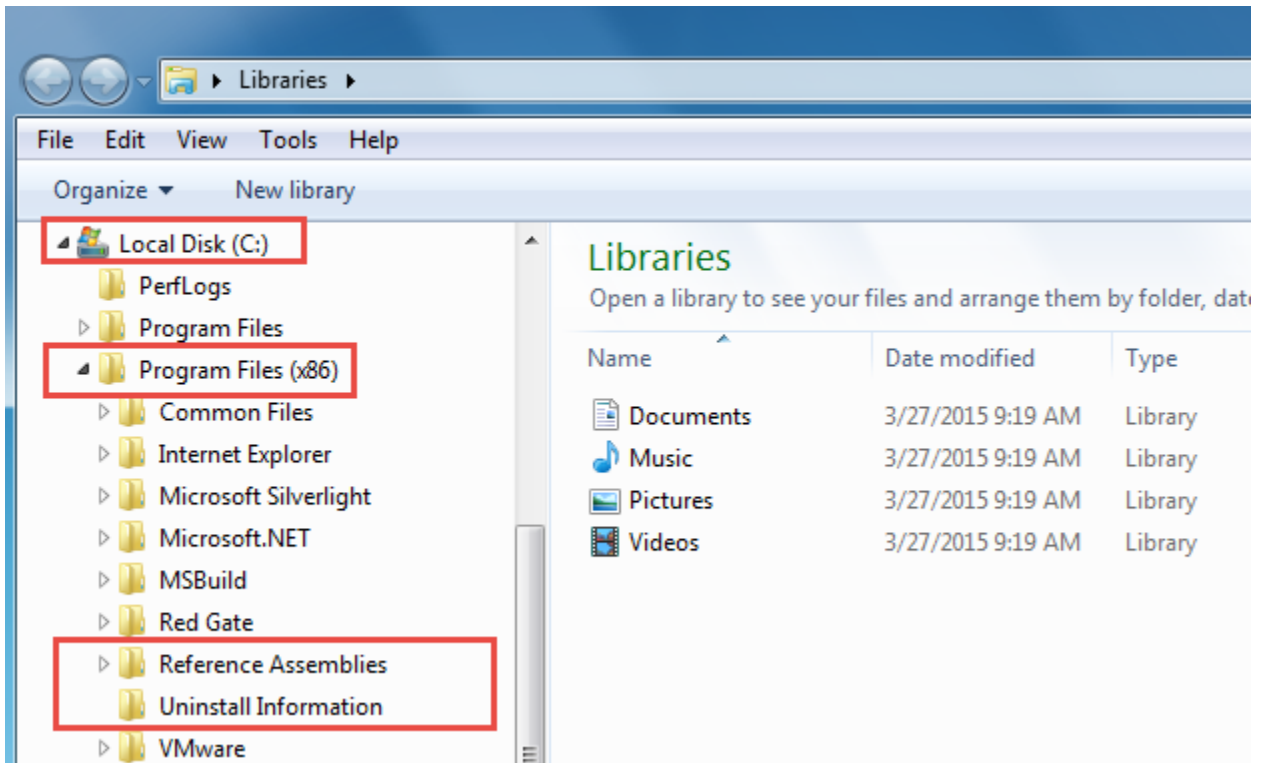 Libraries
File Edit View Tools Help
Organize New library
Local Disk (C:)
PerfLogs
Program Files
Program Files (x86)
Common Files
Internet Explorer
Microsoft Silverlight
Microsoft.NET
MSBuild
Red Gate
Reference Assemblies
Uninstall Information
VMware
Libraries
Open a library to see your files and arrange them by folder, date
Name Date modified Type
Documents 3/27/2015 9:19 AM Library
Music 3/27/2015 9:19 AM Library
Pictures 3/27/2015 9:19 AM Library
Videos 3/27/2015 9:19 AM Library